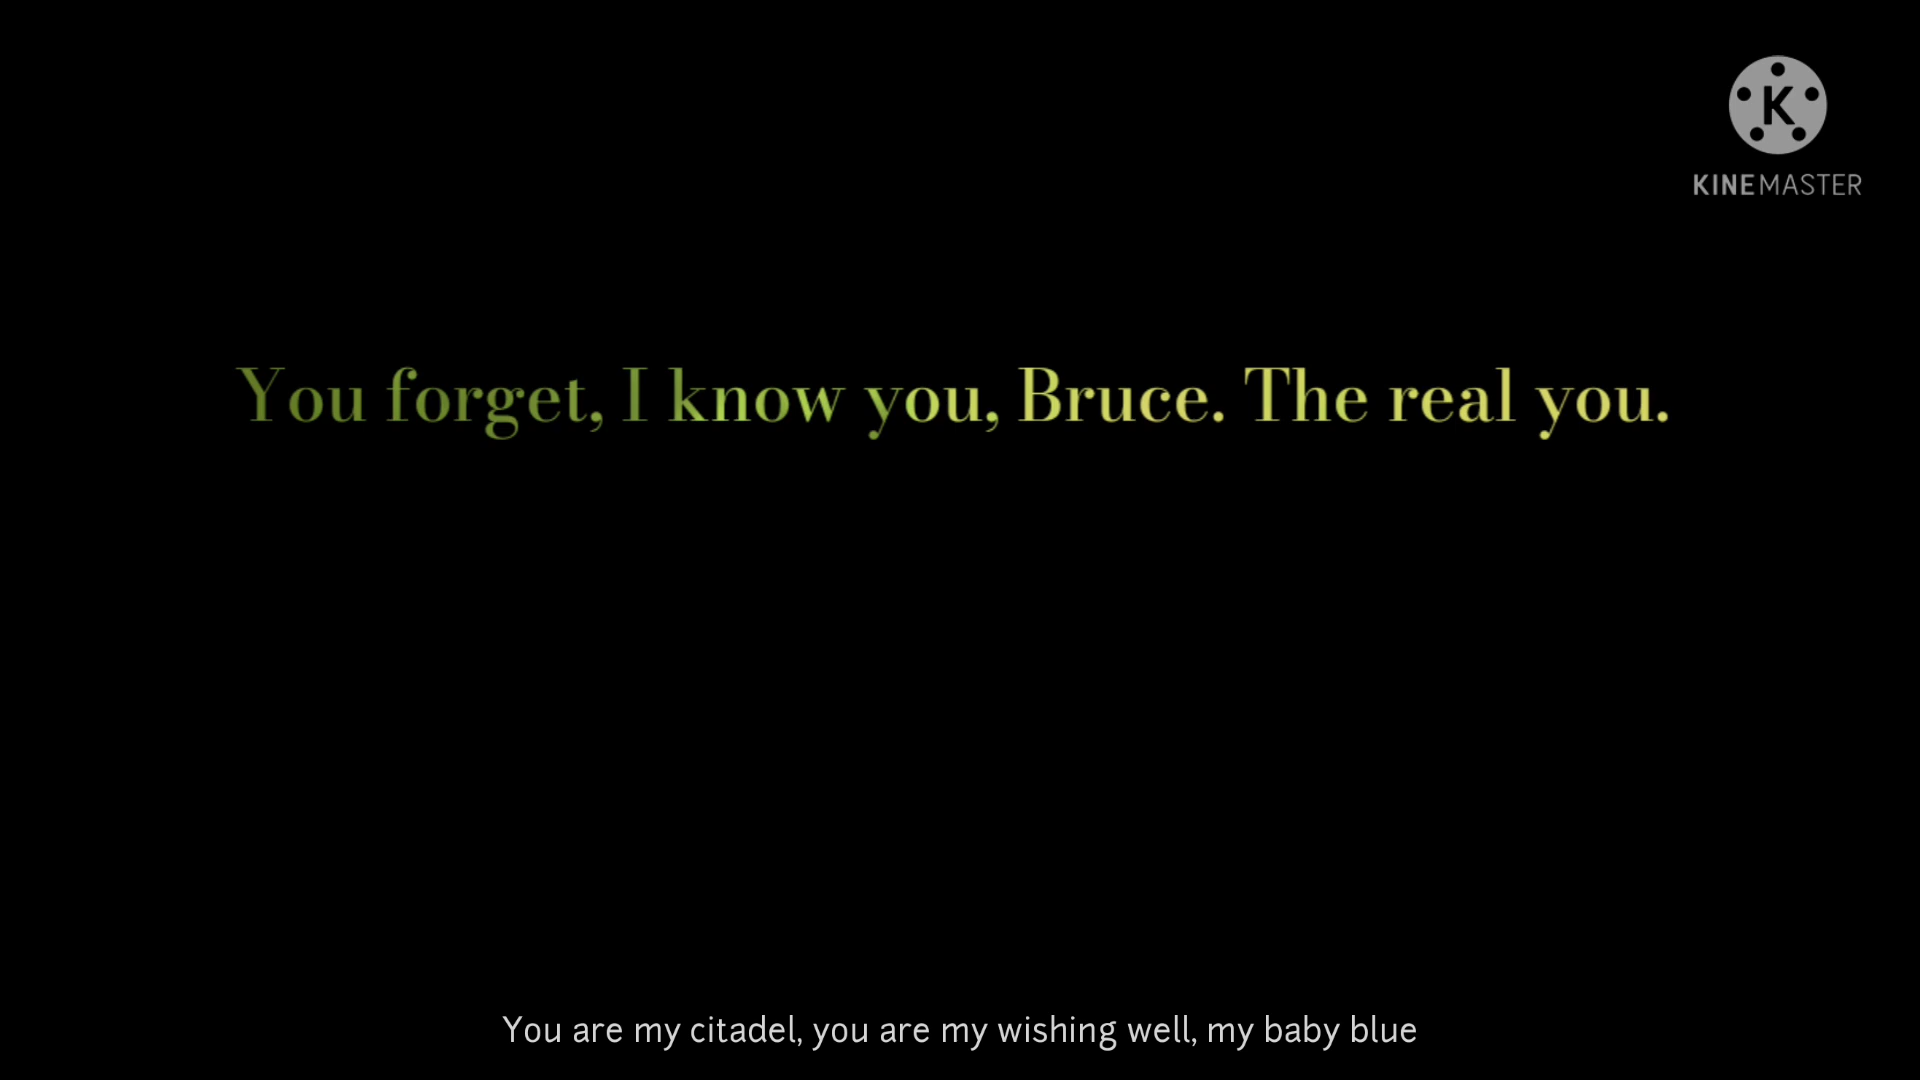 K
KINEMASTER
You forget, I know you, Bruce. The real you.
You are my citadel, you are my wishing well, my baby blue